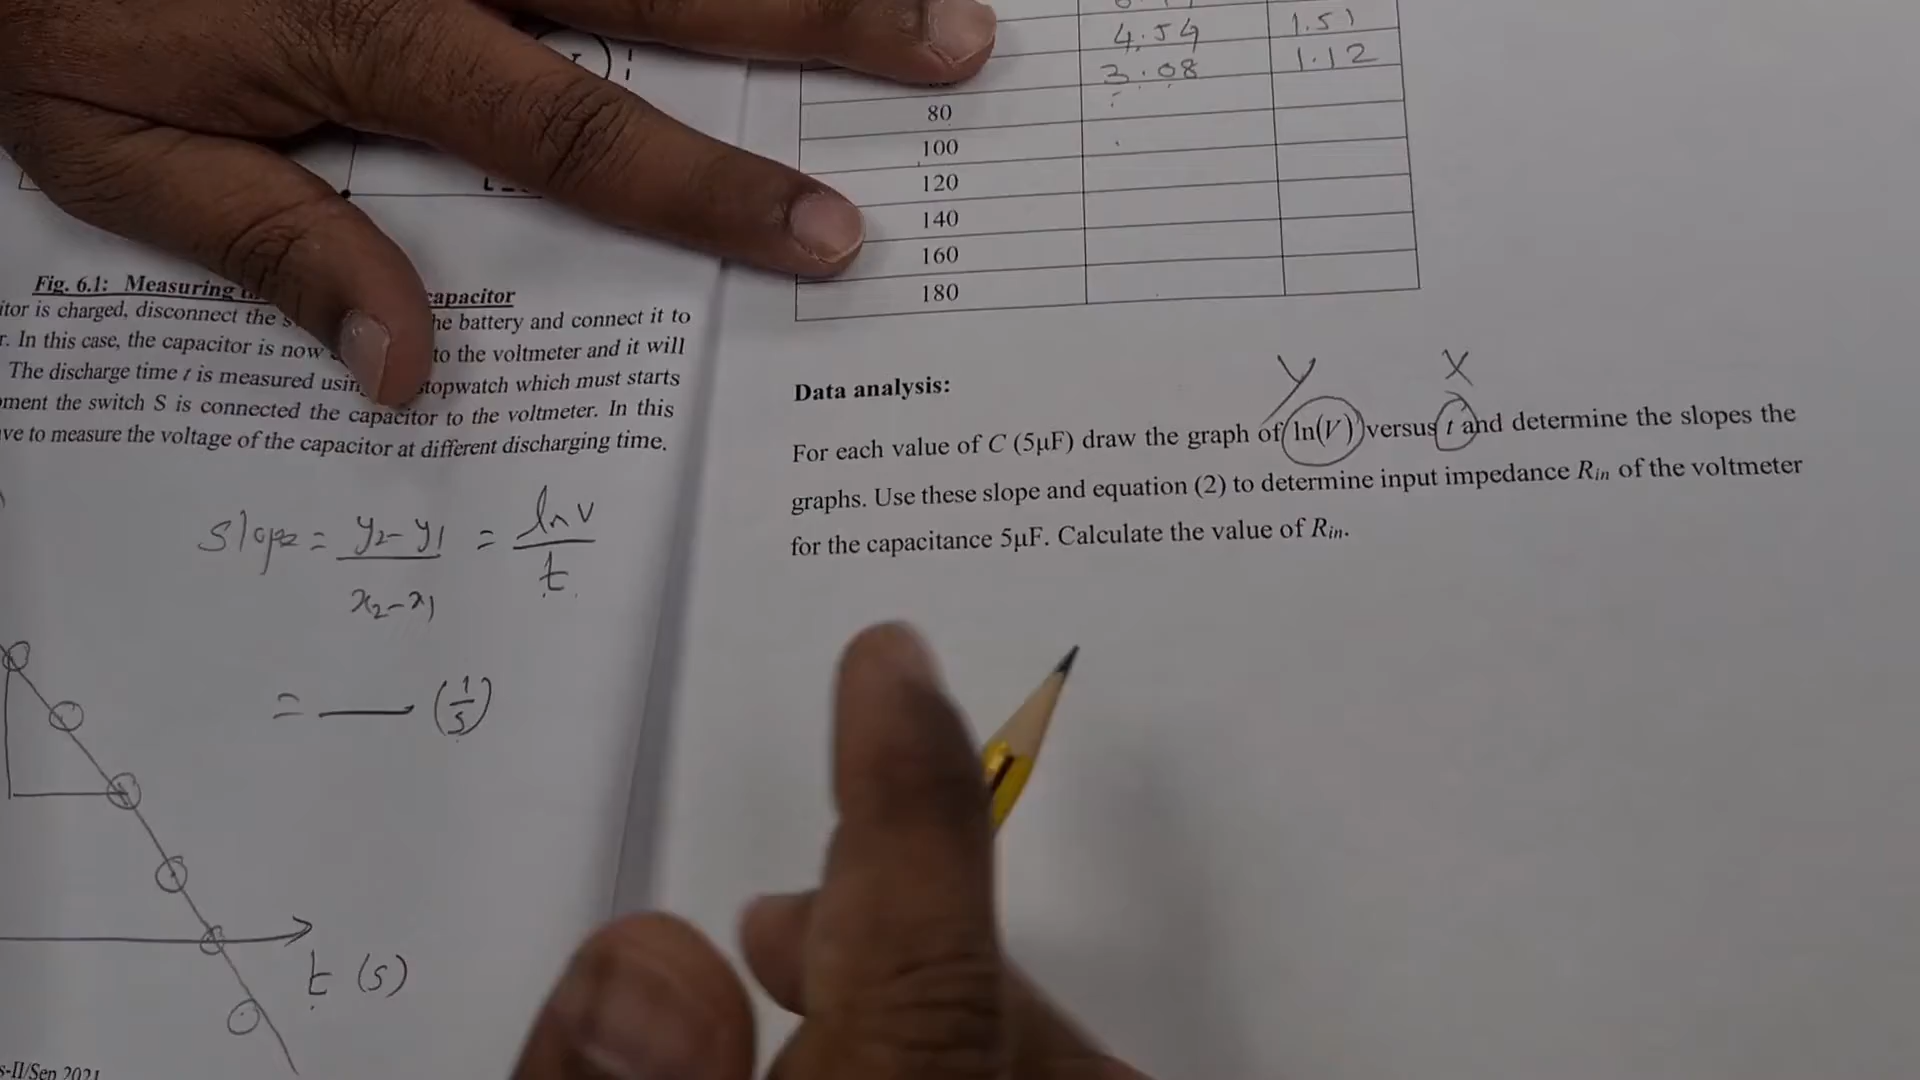 Fig. 6.1: Measuring capacitor
itor is charged, disconnect the he battery and connect it to
r. In this case, the capacitor is now to the voltmeter and it will
The discharge time t is measured using stopwatch which must starts
ment the switch S is connected the capacitor to the voltmeter. In this
ve to measure the voltage of the capacitor at different discharging time.
slope = y2-y1 / x2-x1 = ln V / t
= — (1/s)
t (s)
s-II/Sep 2021
4.54 1.51
3.08 1.12
80
100
120
140
160
180
Data analysis:
y x
For each value of C (5μF) draw the graph of ln(V) versus t and determine the slopes the
graphs. Use these slope and equation (2) to determine input impedance Rin of the voltmeter
for the capacitance 5μF. Calculate the value of Rin.